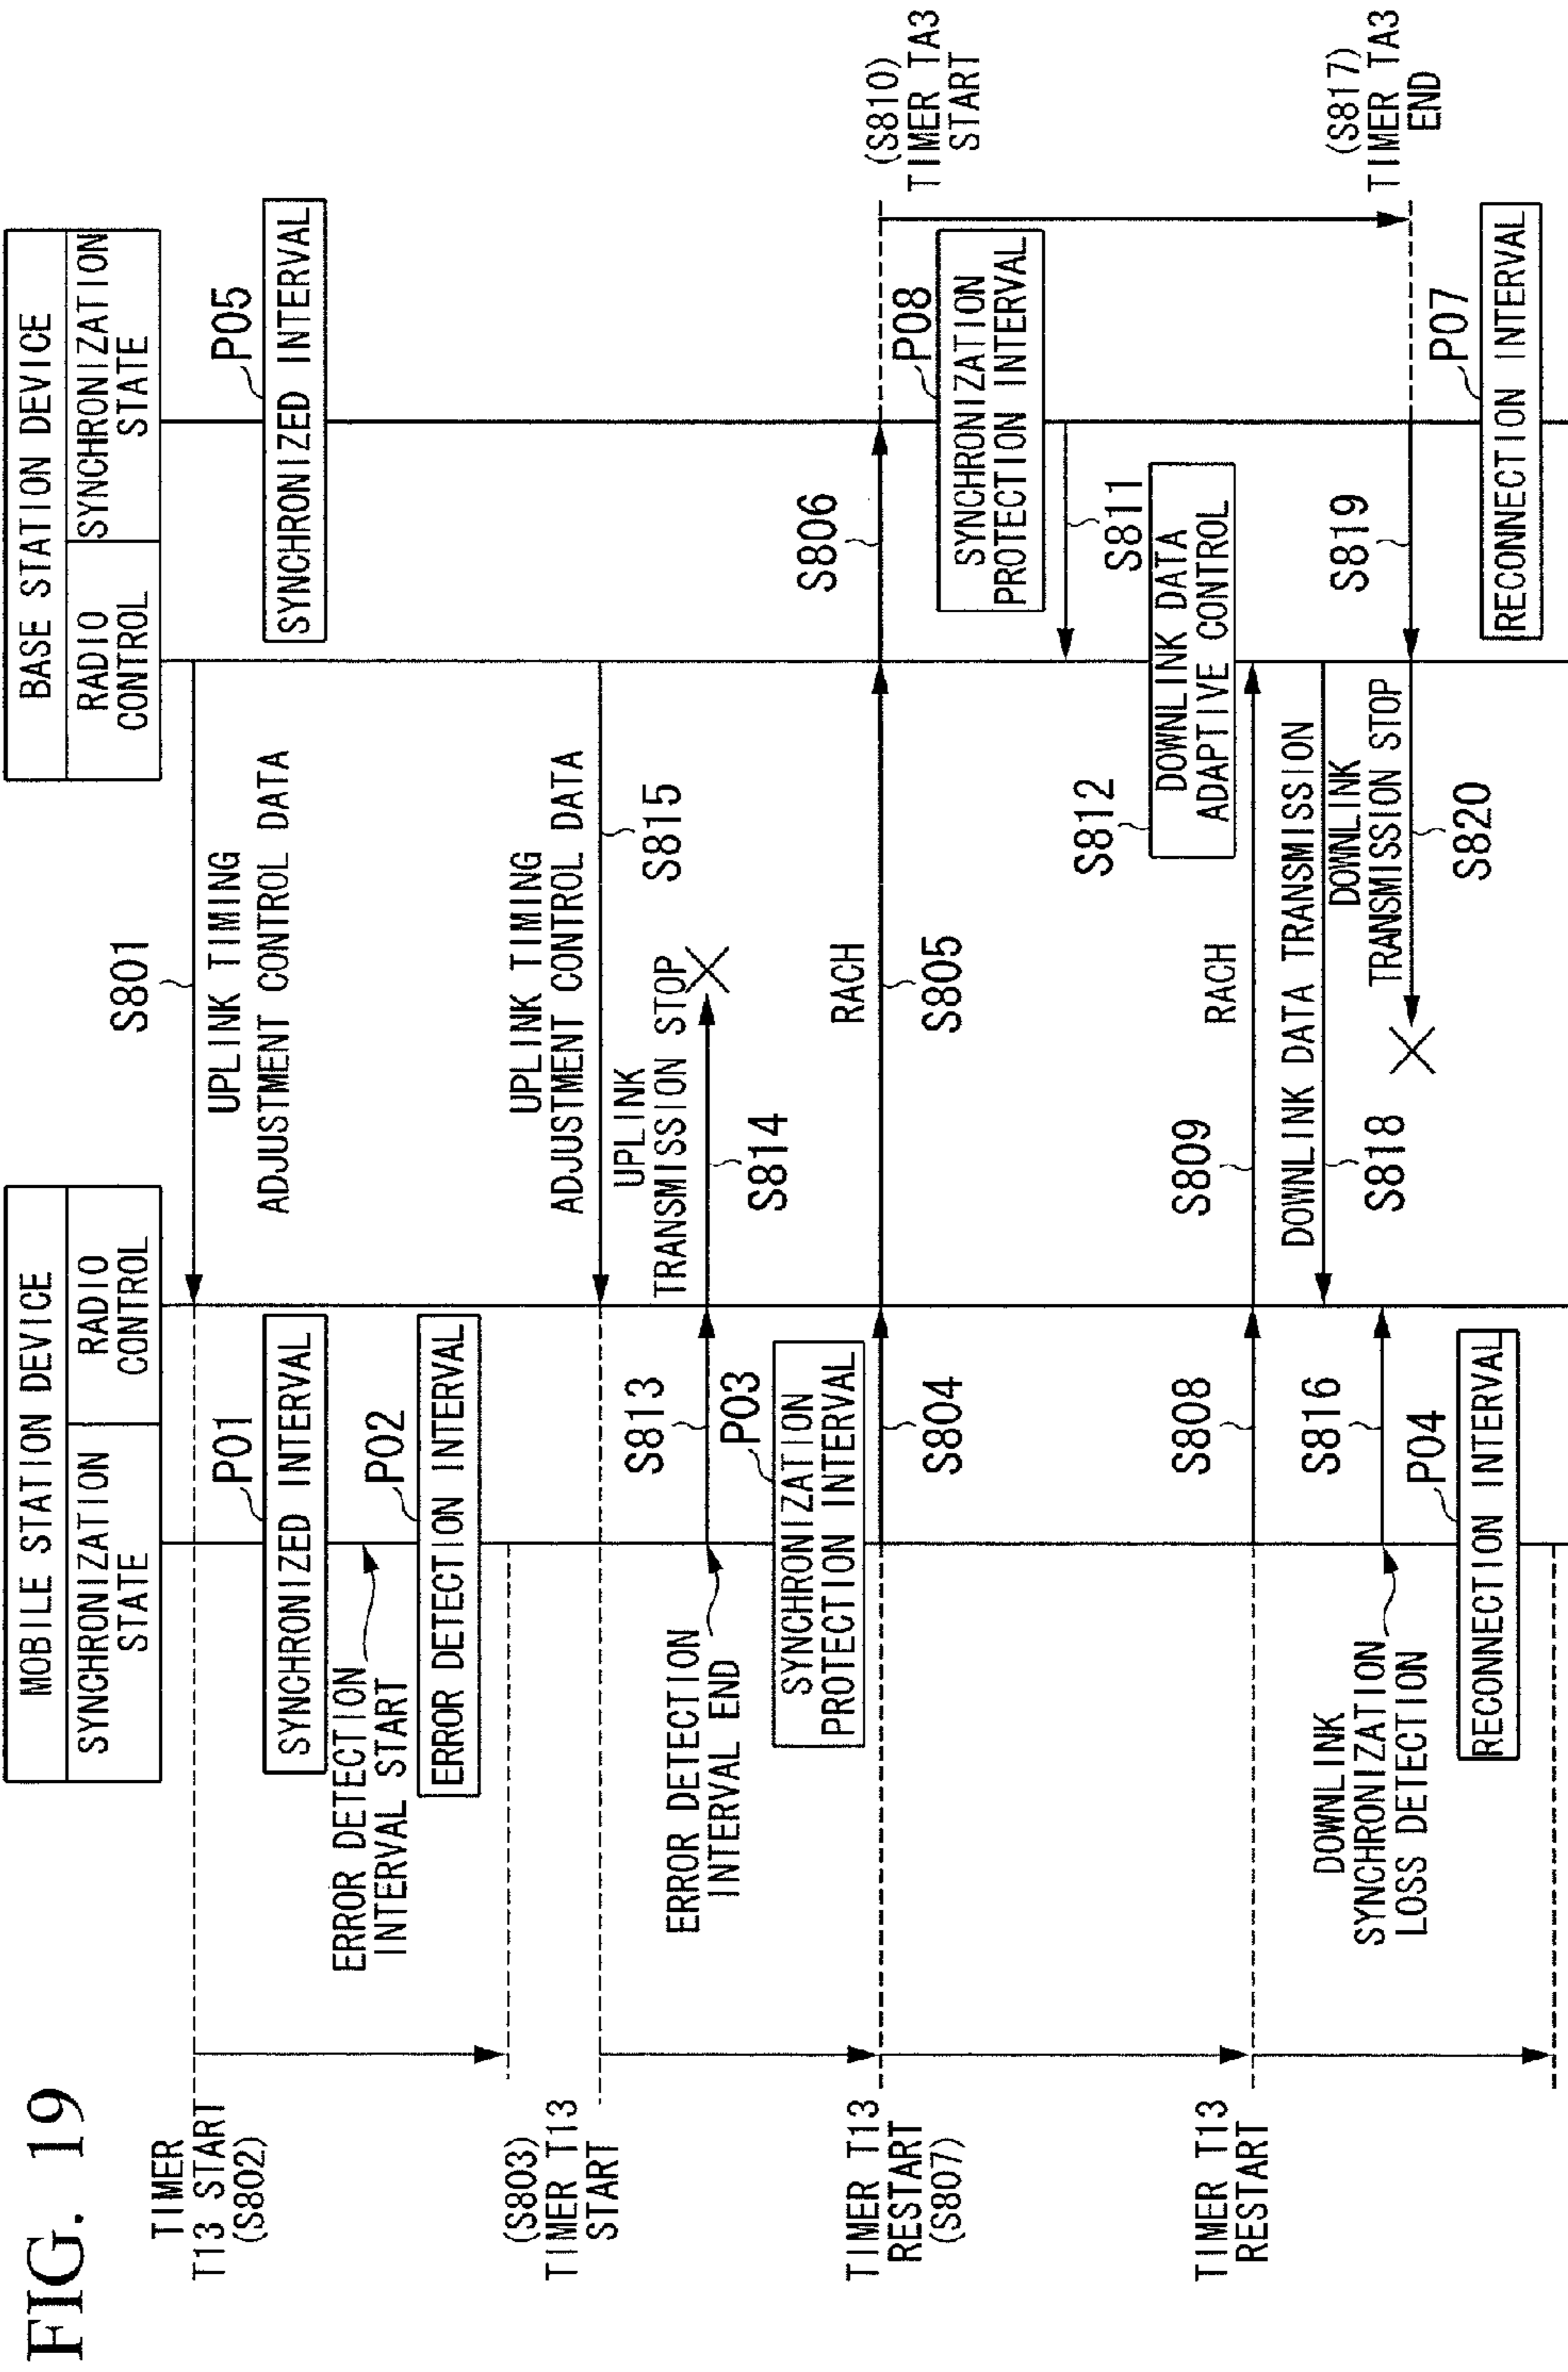 FIG. 19
MOBILE STATION DEVICE
SYNCHRONIZATION
STATE
RADIO
CONTROL
BASE STATION DEVICE
RADIO
CONTROL
SYNCHRONIZATION
STATE
TIMER
T13 START
(S802)
S801
UPLINK TIMING
ADJUSTMENT CONTROL DATA
P01
SYNCHRONIZED INTERVAL
P05
SYNCHRONIZED INTERVAL
ERROR DETECTION
INTERVAL START
P02
ERROR DETECTION INTERVAL
(S803)
TIMER T13
START
UPLINK TIMING
ADJUSTMENT CONTROL DATA
S815
UPLINK
TRANSMISSION STOP
S813
S814
ERROR DETECTION
INTERVAL END
P03
SYNCHRONIZATION
PROTECTION INTERVAL
TIMER T13
RESTART
(S807)
S804
RACH
S805
S806
(S810)
TIMER TA3
START
P08
SYNCHRONIZATION
PROTECTION INTERVAL
S811
S812
DOWNLINK DATA
ADAPTIVE CONTROL
TIMER T13
RESTART
S808
S809
RACH
DOWNLINK DATA TRANSMISSION
S818
S816
DOWNLINK
SYNCHRONIZATION
LOSS DETECTION
DOWNLINK
TRANSMISSION STOP
S820
S819
(S817)
TIMER TA3
END
P04
RECONNECTION INTERVAL
P07
RECONNECTION INTERVAL